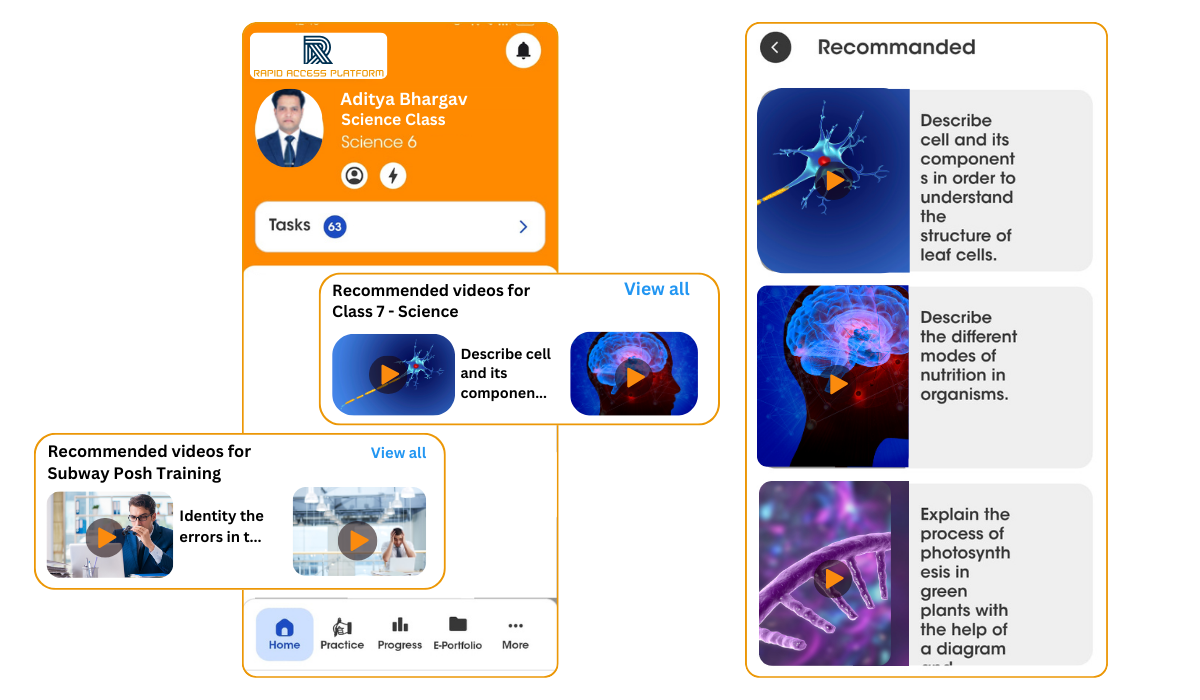 RAPID ACCESS PLATFORM
Aditya Bhargav
Science Class
Science 6
Tasks 63
Recommended videos for
Class 7 - Science
View all
Describe cell
and its
componen...
Recommended videos for
Subway Posh Training
View all
Identity the
errors in t...
Home
Practice
Progress
E-Portfolio
More
Recommanded
Describe
cell and its
component
s in order to
understand
the
structure of
leaf cells.
Describe
the different
modes of
nutrition in
organisms.
Explain the
process of
photosynth
esis in
green
plants with
the help of
a diagram